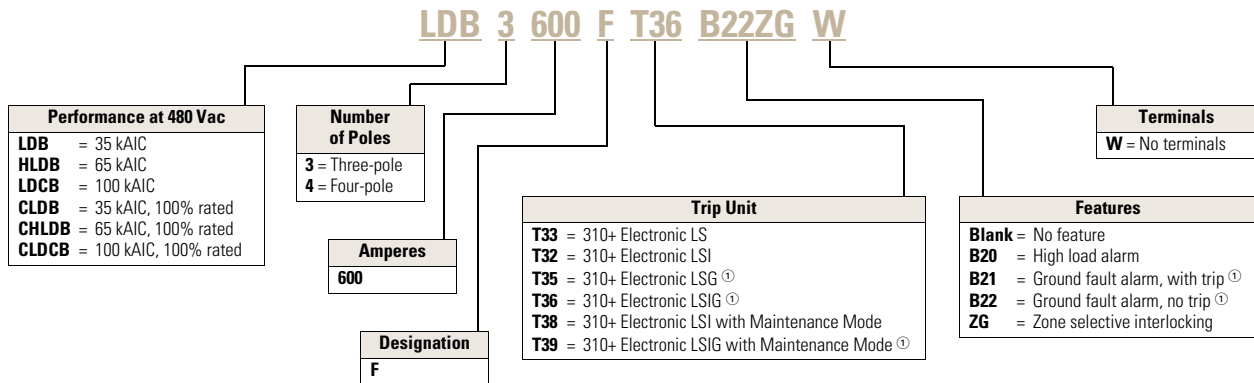 LDB 3 600 F T36 B22ZG W
Performance at 480 Vac
LDB = 35 kAIC
HLDB = 65 kAIC
LDCB = 100 kAIC
CLDB = 35 kAIC, 100% rated
CHLDB = 65 kAIC, 100% rated
CLDCB = 100 kAIC, 100% rated
Number
of Poles
3 = Three-pole
4 = Four-pole
Amperes
600
Designation
F
Trip Unit
T33 = 310+ Electronic LS
T32 = 310+ Electronic LSI
T35 = 310+ Electronic LSG ①
T36 = 310+ Electronic LSIG ①
T38 = 310+ Electronic LSI with Maintenance Mode
T39 = 310+ Electronic LSIG with Maintenance Mode ①
Features
Blank = No feature
B20 = High load alarm
B21 = Ground fault alarm, with trip ①
B22 = Ground fault alarm, no trip ①
ZG = Zone selective interlocking
Terminals
W = No terminals